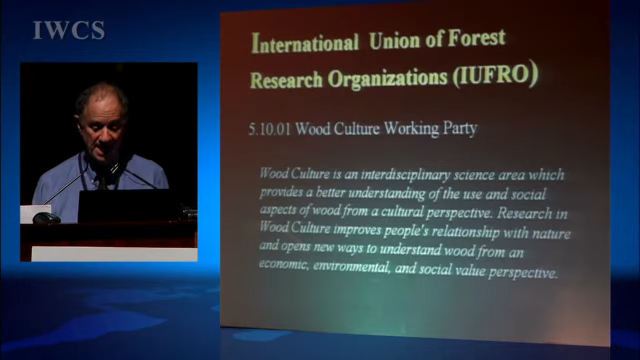 IWCS
International Union of Forest
Research Organizations (IUFRO)
5.10.01 Wood Culture Working Party
Wood Culture is an interdisciplinary science area which
provides a better understanding of the use and social
aspects of wood from a cultural perspective. Research in
Wood Culture improves people's relationship with nature
and opens new ways to understand wood from an
economic, environmental, and social value perspective.